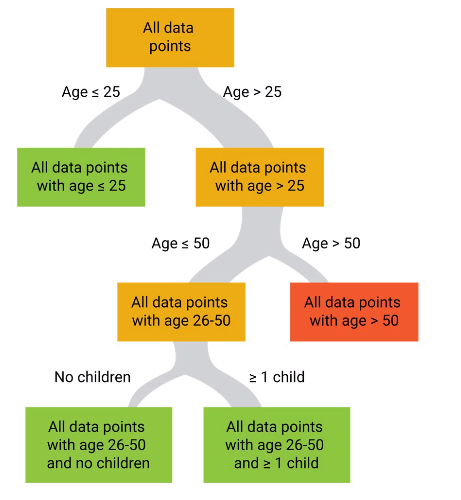 All data
points
Age ≤ 25
Age > 25
All data points
with age ≤ 25
All data points
with age > 25
Age ≤ 50
Age > 50
All data points
with age 26-50
All data points
with age > 50
No children
≥ 1 child
All data points
with age 26-50
and no children
All data points
with age 26-50
and ≥ 1 child